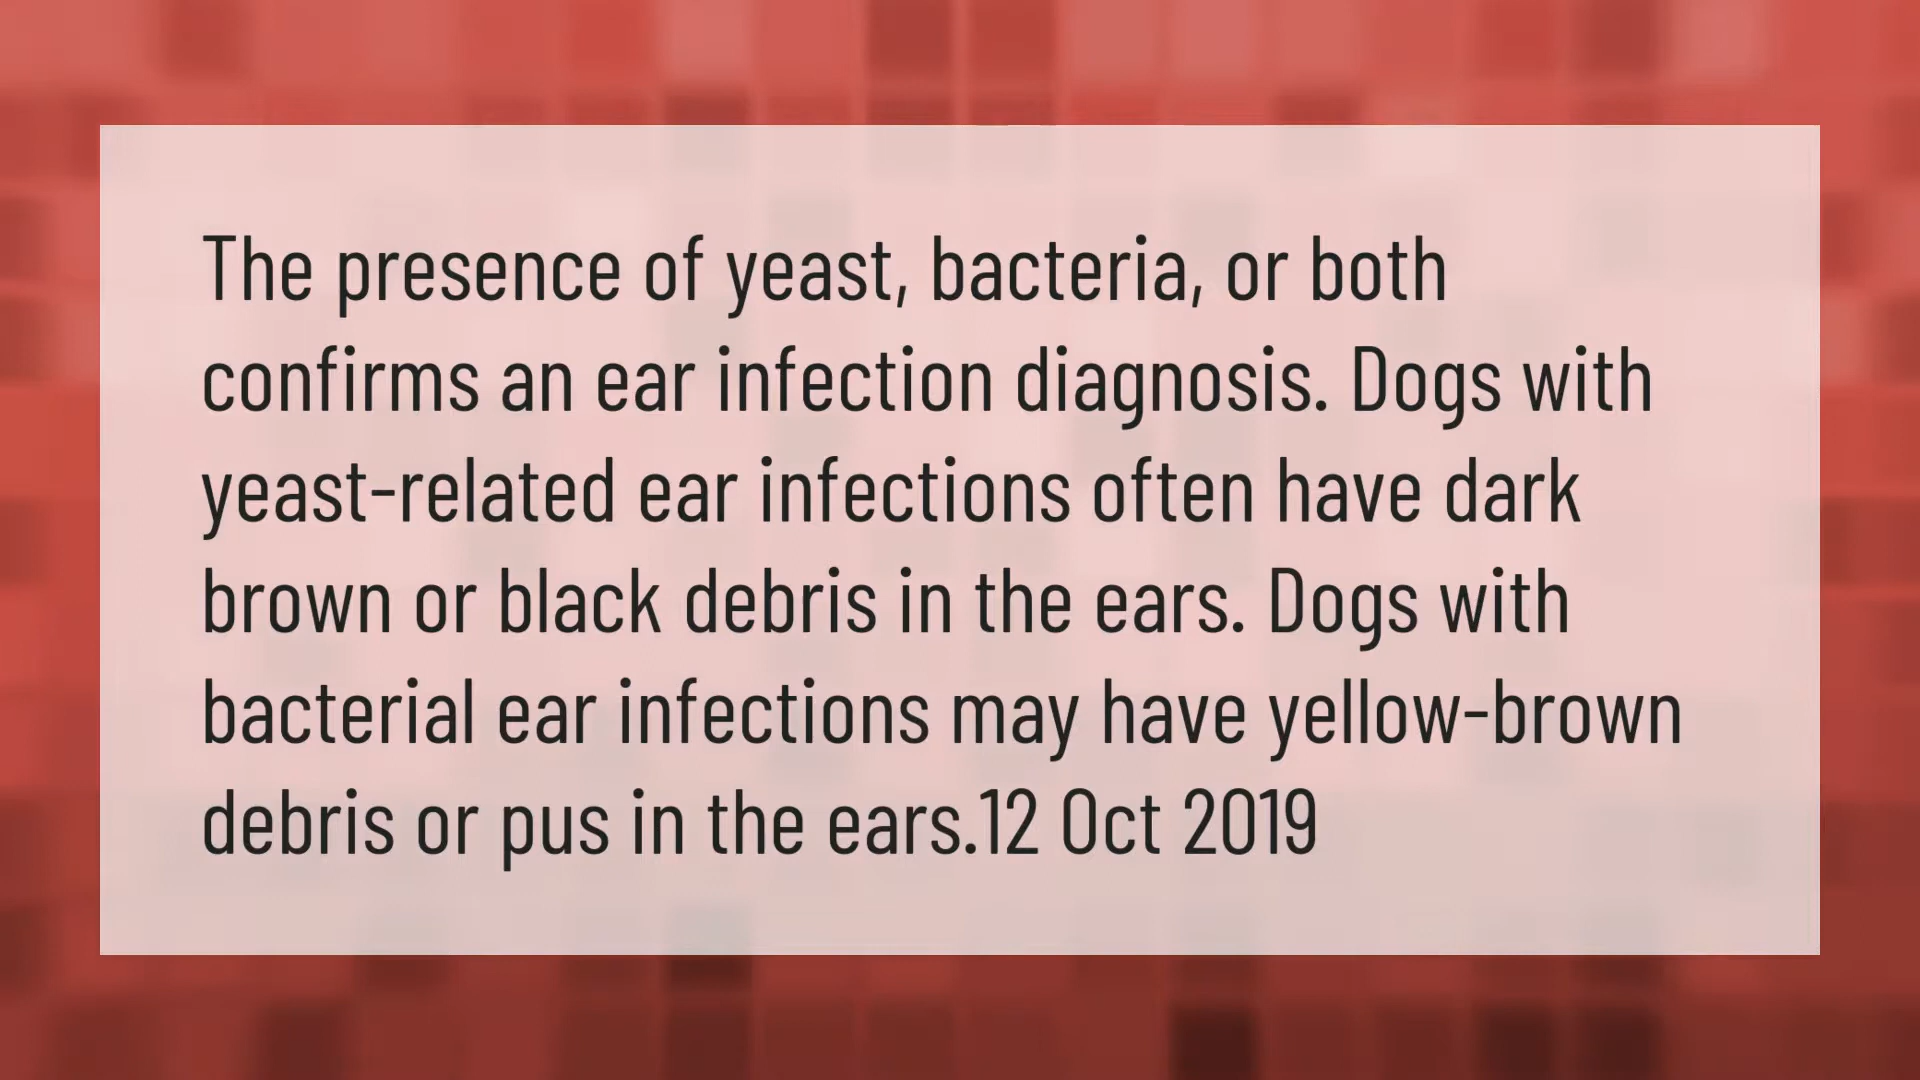 The presence of yeast, bacteria, or both
confirms an ear infection diagnosis. Dogs with
yeast-related ear infections often have dark
brown or black debris in the ears. Dogs with
bacterial ear infections may have yellow-brown
debris or pus in the ears.12 Oct 2019